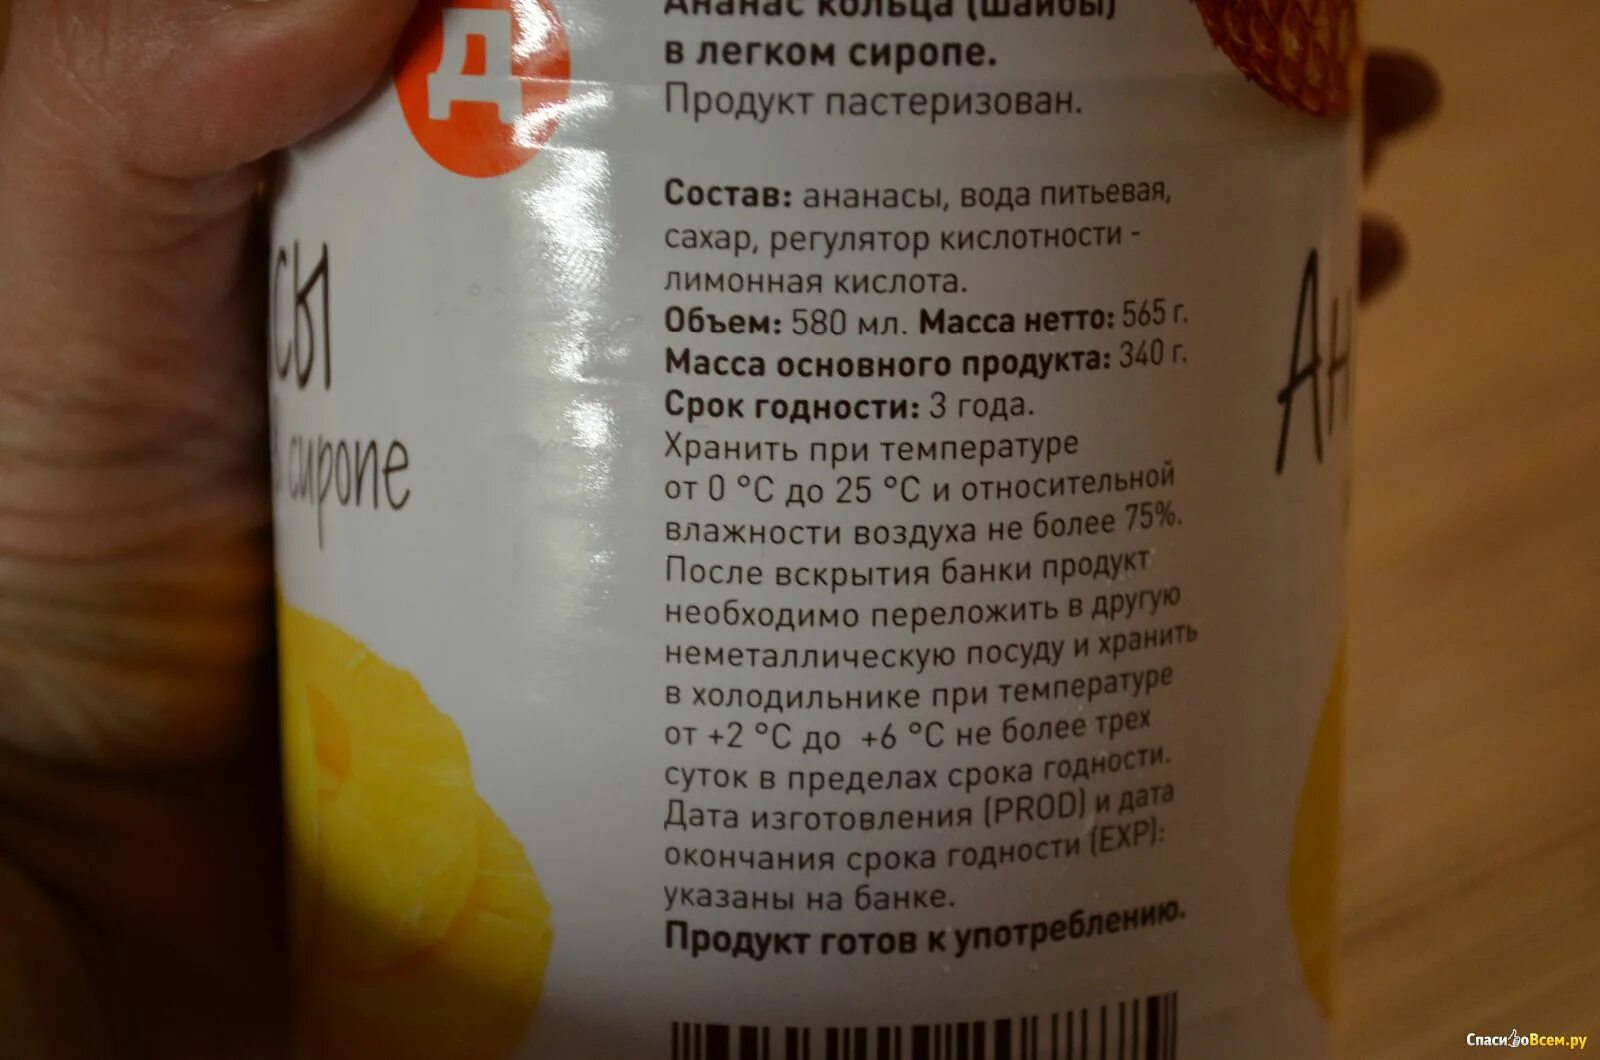 Д
Ананас кольца (шайбы)
в легком сиропе.
Продукт пастеризован.
Состав: ананасы, вода питьевая,
сахар, регулятор кислотности -
лимонная кислота.
Объем: 580 мл. Масса нетто: 565 г.
Масса основного продукта: 340 г.
Срок годности: 3 года.
Хранить при температуре
от 0 °С до 25 °С и относительной
влажности воздуха не более 75%.
После вскрытия банки продукт
необходимо переложить в другую
неметаллическую посуду и хранить
в холодильнике при температуре
от +2 °С до +6 °С не более трех
суток в пределах срока годности.
Дата изготовления (PROD) и дата
окончания срока годности (EXP):
указаны на банке.
Продукт готов к употреблению.
сы
сиропе
Ан
СпасибоВсем.ру